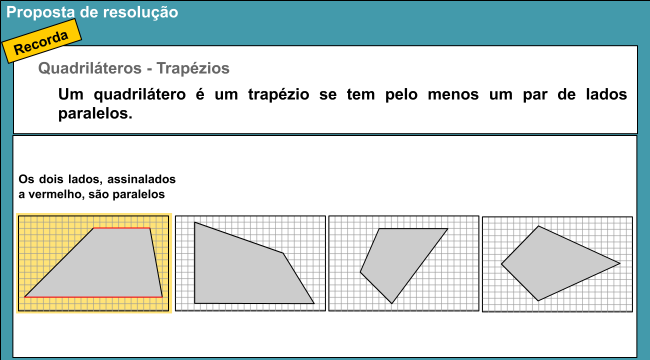 Proposta de resolução
Recorda
Quadriláteros - Trapézios
Um quadrilátero é um trapézio se tem pelo menos um par de lados
paralelos.
Os dois lados, assinalados
a vermelho, são paralelos